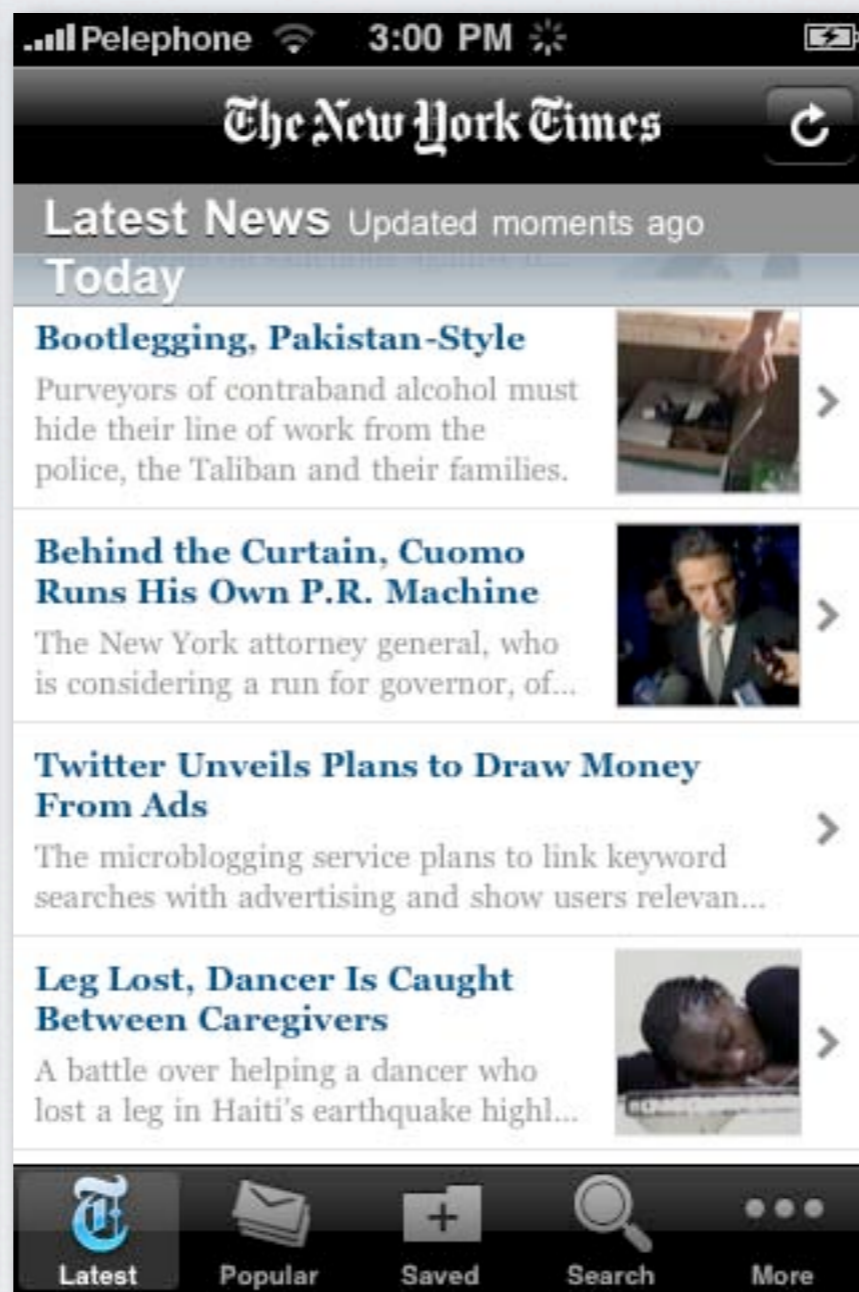 Pelephone 3:00 PM
The New York Times
Latest News Updated moments ago
Today
Bootlegging, Pakistan-Style
Purveyors of contraband alcohol must
hide their line of work from the
police, the Taliban and their families.
Behind the Curtain, Cuomo
Runs His Own P.R. Machine
The New York attorney general, who
is considering a run for governor, of...
Twitter Unveils Plans to Draw Money
From Ads
The microblogging service plans to link keyword
searches with advertising and show users relevan...
Leg Lost, Dancer Is Caught
Between Caregivers
A battle over helping a dancer who
lost a leg in Haiti's earthquake highl...
Latest Popular Saved Search More